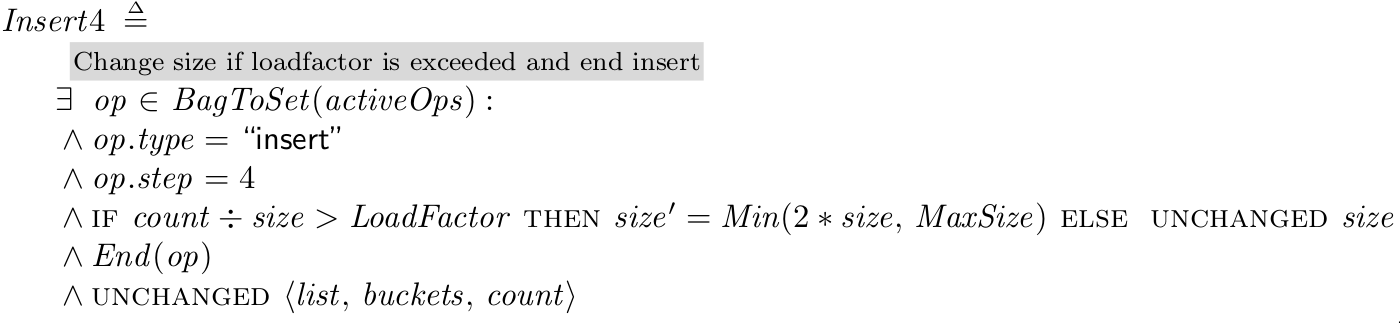 Insert4 ≜
Change size if loadfactor is exceeded and end insert
∃ op ∈ BagToSet(activeOps) :
∧ op.type = “insert”
∧ op.step = 4
∧ IF count ÷ size > LoadFactor THEN size′ = Min(2 ∗ size, MaxSize) ELSE UNCHANGED size
∧ End(op)
∧ UNCHANGED ⟨list, buckets, count⟩